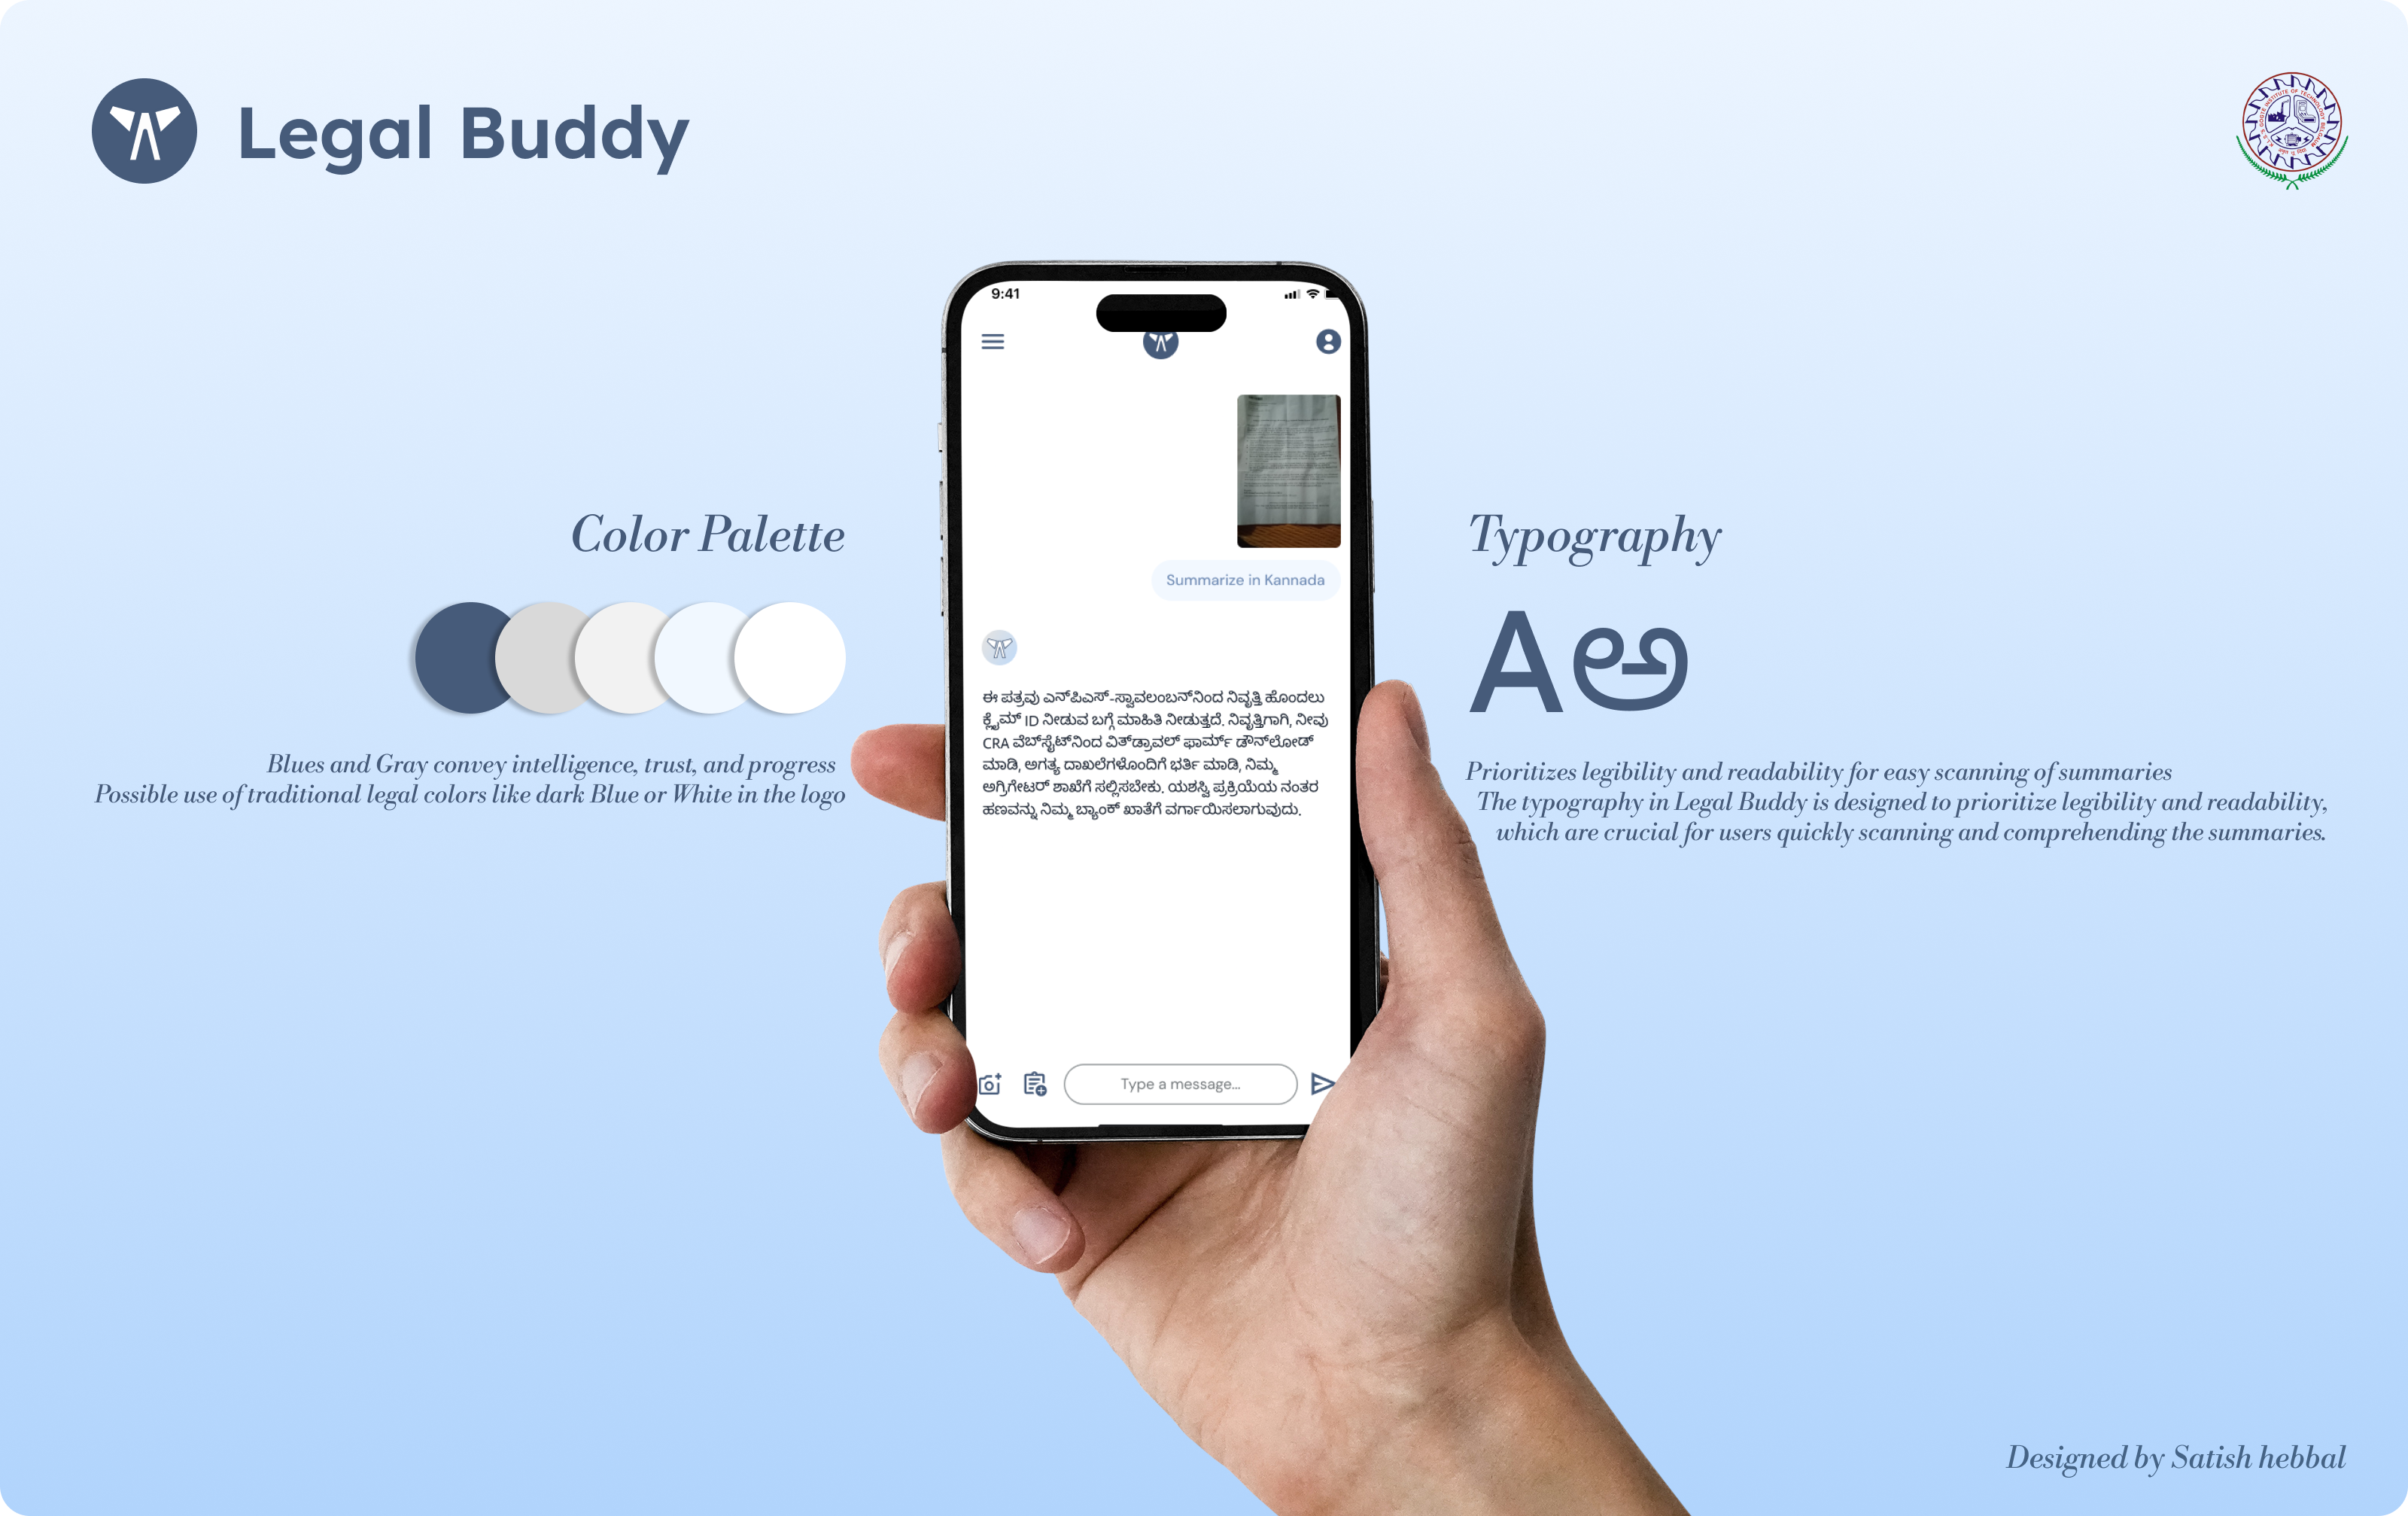 Legal Buddy
K.L.S.'S GOGTE INSTITUTE OF TECHNOLOGY BELGAUM
9:41
Summarize in Kannada
Color Palette
Typography
Aಅ
ಈ ಪತ್ರವು ಎನ್‌ಪಿಎಸ್-ಸ್ವಾವಲಂಬನ್‌ನಿಂದ ನಿವೃತ್ತಿ ಹೊಂದಲು
ಕ್ಲೈಮ್ ID ನೀಡುವ ಬಗ್ಗೆ ಮಾಹಿತಿ ನೀಡುತ್ತದೆ. ನಿವೃತ್ತಿಗಾಗಿ, ನೀವು
CRA ವೆಬ್‌ಸೈಟ್‌ನಿಂದ ವಿತ್‌ಡ್ರಾವಲ್ ಫಾರ್ಮ್ ಡೌನ್‌ಲೋಡ್
ಮಾಡಿ, ಅಗತ್ಯ ದಾಖಲೆಗಳೊಂದಿಗೆ ಭರ್ತಿ ಮಾಡಿ, ನಿಮ್ಮ
ಅಗ್ರಿಗೇಟರ್ ಶಾಖೆಗೆ ಸಲ್ಲಿಸಬೇಕು. ಯಶಸ್ವಿ ಪ್ರಕ್ರಿಯೆಯ ನಂತರ
ಹಣವನ್ನು ನಿಮ್ಮ ಬ್ಯಾಂಕ್ ಖಾತೆಗೆ ವರ್ಗಾಯಿಸಲಾಗುವುದು.
Blues and Gray convey intelligence, trust, and progress
Possible use of traditional legal colors like dark Blue or White in the logo
Prioritizes legibility and readability for easy scanning of summaries
The typography in Legal Buddy is designed to prioritize legibility and readability,
which are crucial for users quickly scanning and comprehending the summaries.
Type a message...
Designed by Satish hebbal